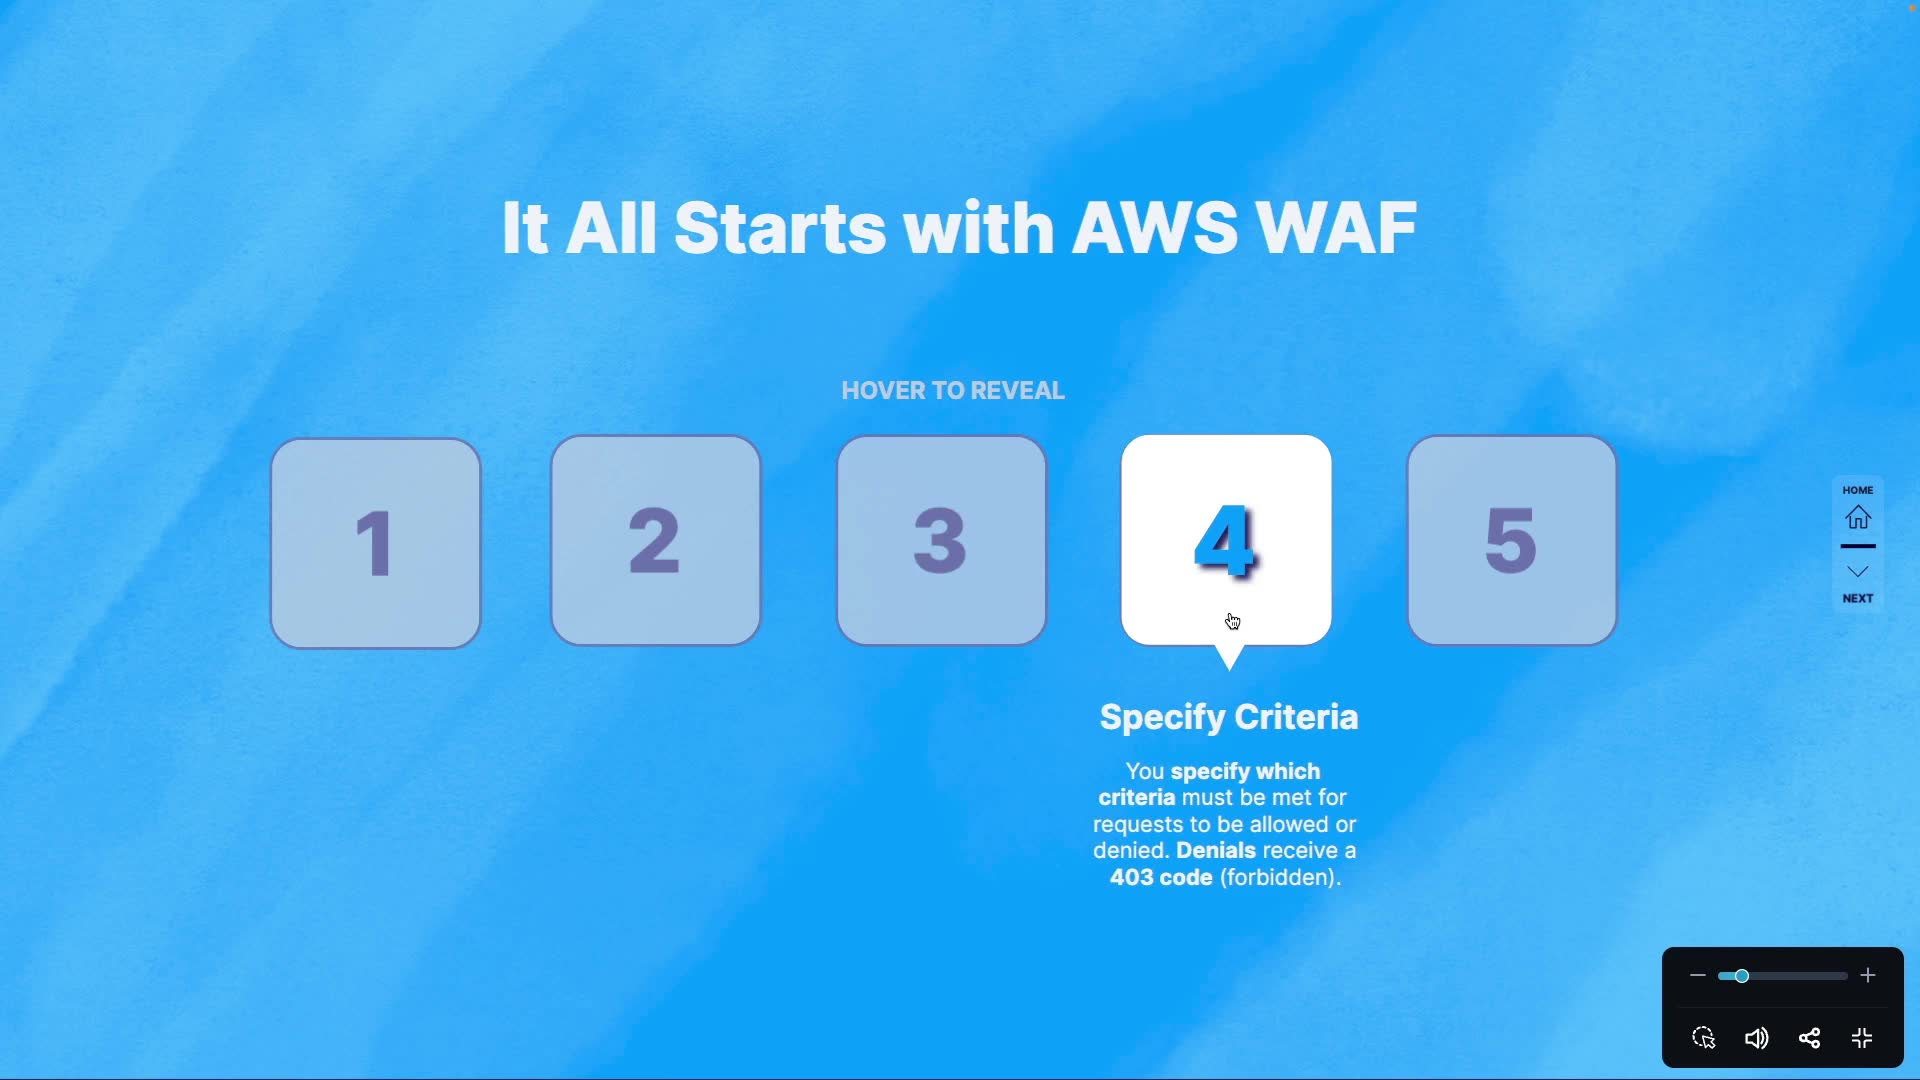 It All Starts with AWS WAF
HOVER TO REVEAL
1
2
3
4
5
HOME
NEXT
Specify Criteria
You specify which
criteria must be met for
requests to be allowed or
denied. Denials receive a
403 code (forbidden).